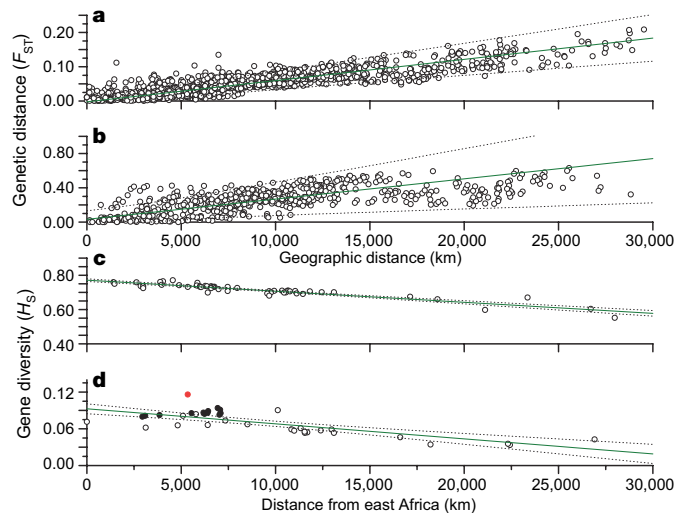 a
Genetic distance (FST)
0.20
0.10
0.00
b
0.80
0.40
0.00
0 5,000 10,000 15,000 20,000 25,000 30,000
Geographic distance (km)
c
Gene diversity (HS)
0.80
0.60
0.40
d
0.12
0.06
0.00
0 5,000 10,000 15,000 20,000 25,000 30,000
Distance from east Africa (km)